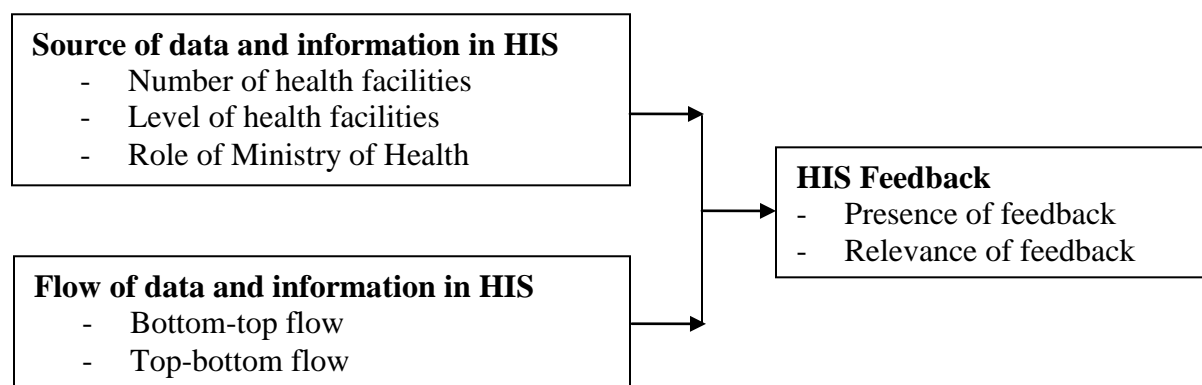 Source of data and information in HIS
- Number of health facilities
- Level of health facilities
- Role of Ministry of Health
HIS Feedback
- Presence of feedback
- Relevance of feedback
Flow of data and information in HIS
- Bottom-top flow
- Top-bottom flow